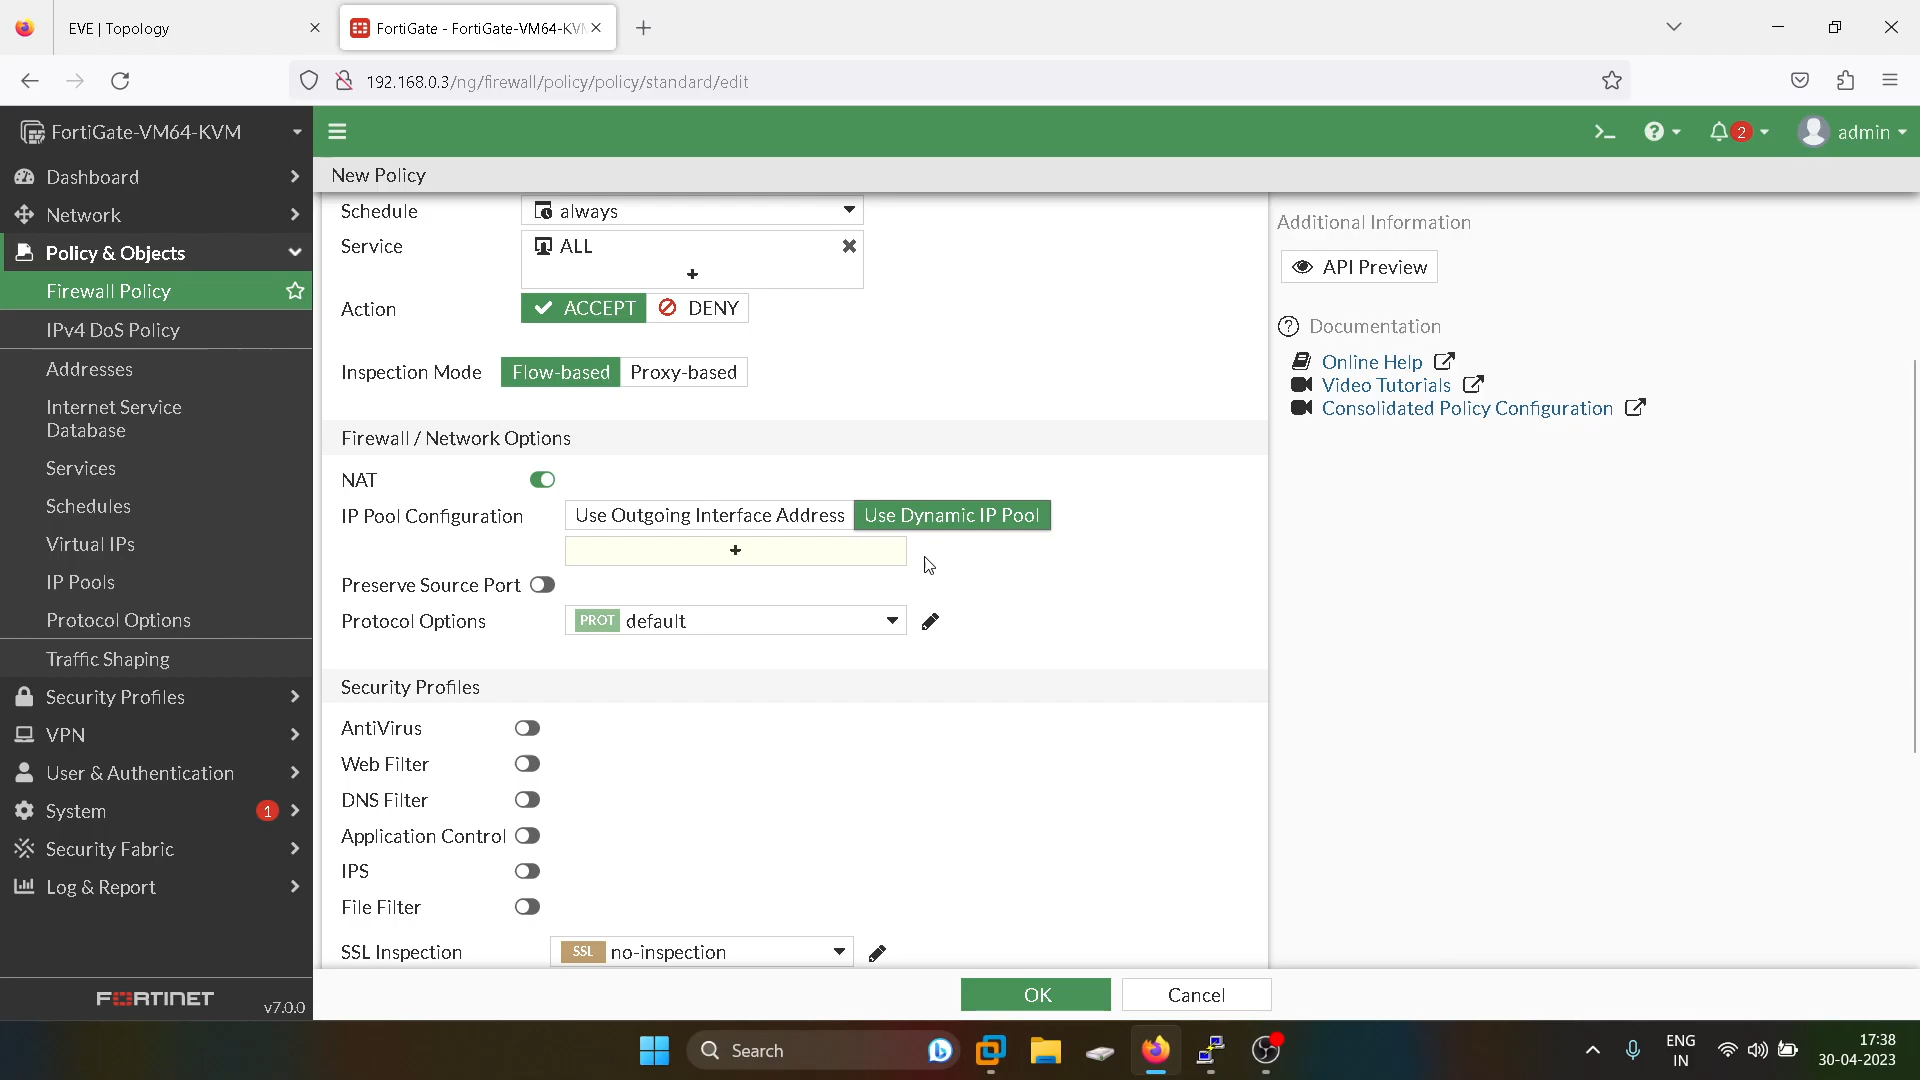 EVE | Topology
FortiGate - FortiGate-VM64-KVM
192.168.0.3/ng/firewall/policy/policy/standard/edit
FortiGate-VM64-KVM
2
admin
Dashboard
Network
Policy & Objects
Firewall Policy
IPv4 DoS Policy
Addresses
Internet Service
Database
Services
Schedules
Virtual IPs
IP Pools
Protocol Options
Traffic Shaping
Security Profiles
VPN
User & Authentication
System 1
Security Fabric
Log & Report
FORTINET v7.0.0
New Policy
Schedule always
Service ALL
Action ACCEPT DENY
Inspection Mode Flow-based Proxy-based
Firewall / Network Options
NAT
IP Pool Configuration Use Outgoing Interface Address Use Dynamic IP Pool
Preserve Source Port
Protocol Options PROT default
Security Profiles
AntiVirus
Web Filter
DNS Filter
Application Control
IPS
File Filter
SSL Inspection SSL no-inspection
OK Cancel
Additional Information
API Preview
Documentation
Online Help
Video Tutorials
Consolidated Policy Configuration
Search
ENG
IN
17:38
30-04-2023